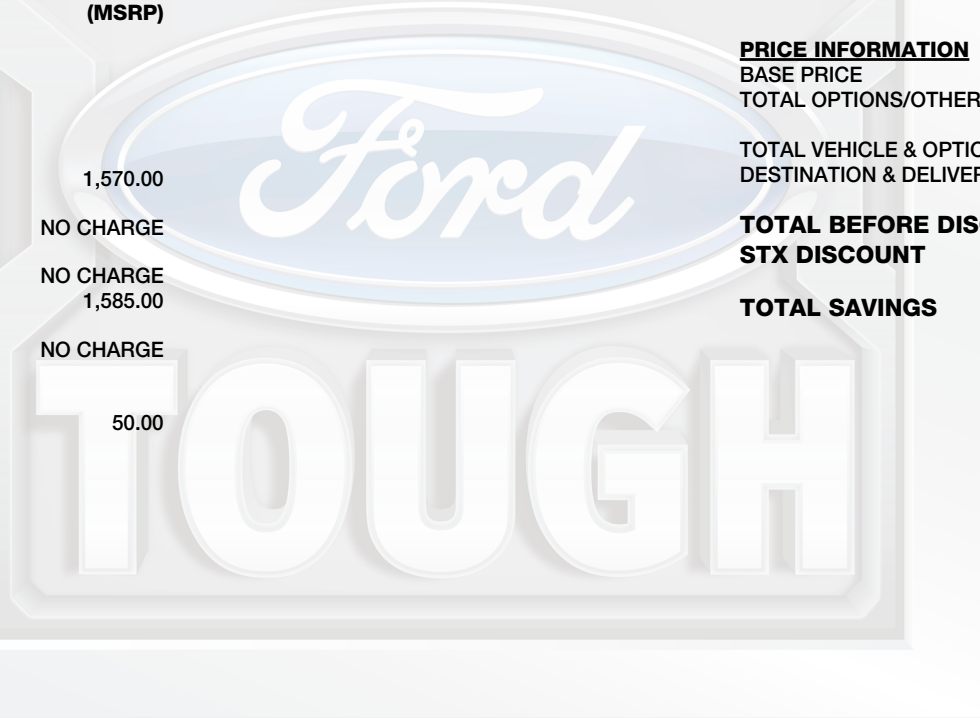 (MSRP)
1,570.00
NO CHARGE
NO CHARGE
1,585.00
NO CHARGE
50.00
PRICE INFORMATION
BASE PRICE
TOTAL OPTIONS/OTHER
TOTAL VEHICLE & OPTIO
DESTINATION & DELIVER
TOTAL BEFORE DIS
STX DISCOUNT
TOTAL SAVINGS
Ford
TOUGH